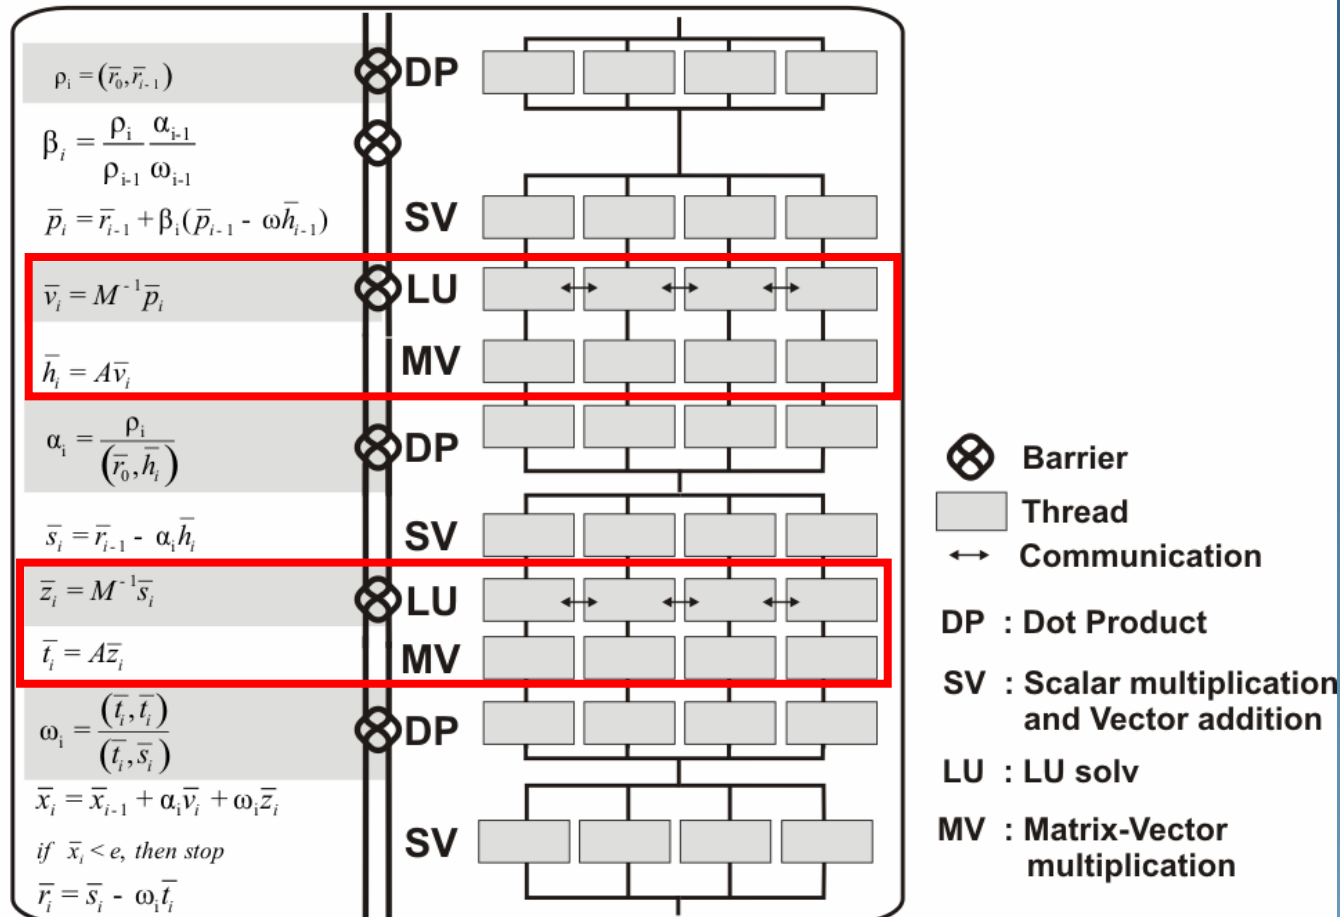 ρᵢ = (r̄₀, r̄ᵢ₋₁)
DP
βᵢ = ρᵢ/ρᵢ₋₁ αᵢ₋₁/ωᵢ₋₁
p̄ᵢ = r̄ᵢ₋₁ + βᵢ(p̄ᵢ₋₁ - ωh̄ᵢ₋₁)
SV
v̄ᵢ = M⁻¹p̄ᵢ
LU
h̄ᵢ = Av̄ᵢ
MV
αᵢ = ρᵢ/(r̄₀, h̄ᵢ)
DP
s̄ᵢ = r̄ᵢ₋₁ - αᵢh̄ᵢ
SV
z̄ᵢ = M⁻¹s̄ᵢ
LU
t̄ᵢ = Az̄ᵢ
MV
ωᵢ = (t̄ᵢ, t̄ᵢ)/(t̄ᵢ, s̄ᵢ)
DP
x̄ᵢ = x̄ᵢ₋₁ + αᵢv̄ᵢ + ωᵢz̄ᵢ
if x̄ᵢ < e, then stop
SV
r̄ᵢ = s̄ᵢ - ωᵢt̄ᵢ
Barrier
Thread
Communication
DP : Dot Product
SV : Scalar multiplication
and Vector addition
LU : LU solv
MV : Matrix-Vector
multiplication